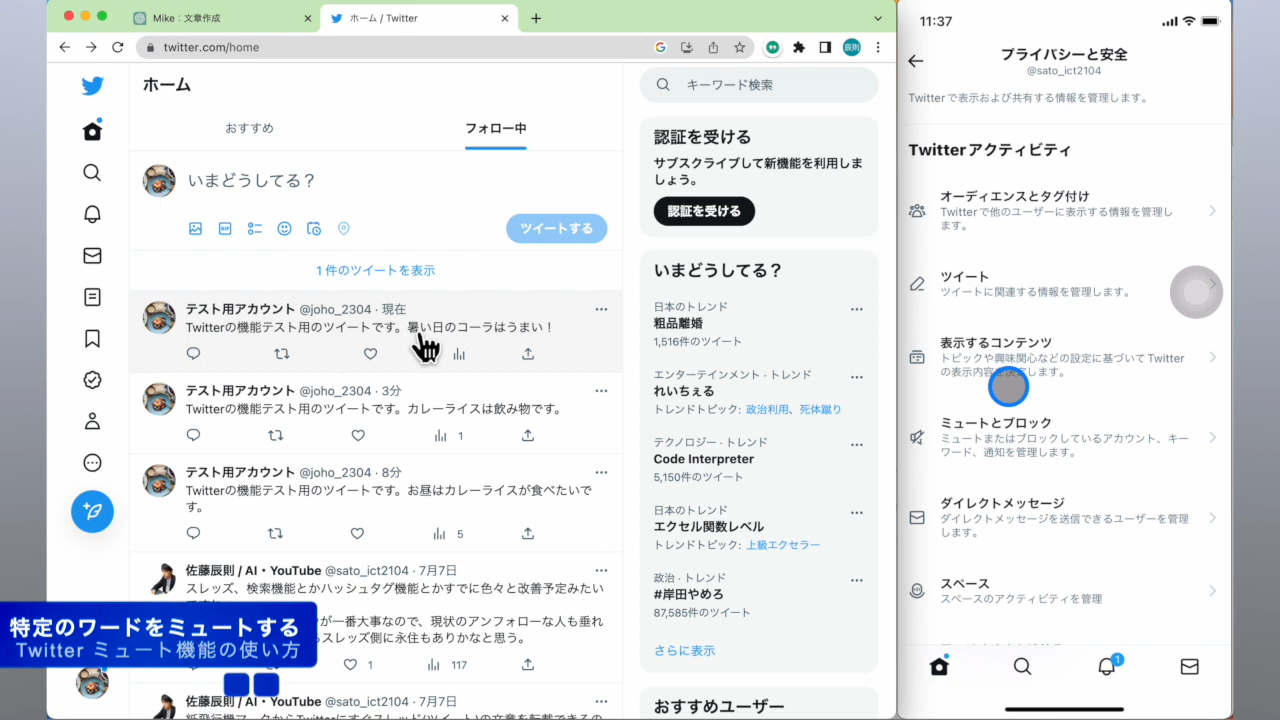 Mike：文章作成
ホーム / Twitter
twitter.com/home
ホーム
おすすめ
フォロー中
いまどうしてる？
GIF
ツイートする
1 件のツイートを表示
テスト用アカウント @joho_2304 · 現在
Twitterの機能テスト用のツイートです。暑い日のコーラはうまい！
テスト用アカウント @joho_2304 · 3分
Twitterの機能テスト用のツイートです。カレーライスは飲み物です。
1
テスト用アカウント @joho_2304 · 8分
Twitterの機能テスト用のツイートです。お昼はカレーライスが食べたいで
す。
5
佐藤辰則 / AI・YouTube @sato_ict2104 · 7月7日
スレッズ、検索機能とかハッシュタグ機能とかすでに色々と改善予定みたい
が一番大事なので、現状のアンフォローな人も垂れ
スレッズ側に永住もありかなと思う。
1
117
佐藤辰則 / AI・YouTube @sato_ict2104 · 7月7日
キーワード検索
認証を受ける
サブスクライブして新機能を利用しま
しょう。
認証を受ける
いまどうしてる？
日本のトレンド
粗品離婚
1,516件のツイート
エンターテインメント · トレンド
れいちぇる
トレンドトピック: 政治利用、死体蹴り
テクノロジー · トレンド
Code Interpreter
5,150件のツイート
日本のトレンド
エクセル関数レベル
トレンドトピック: 上級エクセラー
政治 · トレンド
#岸田やめろ
87,585件のツイート
さらに表示
おすすめユーザー
特定のワードをミュートする
Twitter ミュート機能の使い方
11:37
プライバシーと安全
@sato_ict2104
Twitterで表示および共有する情報を管理します。
Twitterアクティビティ
オーディエンスとタグ付け
Twitterで他のユーザーに表示する情報を管理し
ます。
ツイート
ツイートに関連する情報を管理します。
表示するコンテンツ
トピックや興味関心などの設定に基づいてTwitter
の表示内容を決定します。
ミュートとブロック
ミュートまたはブロックしているアカウント、キー
ワード、通知を管理します。
ダイレクトメッセージ
ダイレクトメッセージを送信できるユーザーを管理
します。
スペース
スペースのアクティビティを管理
1